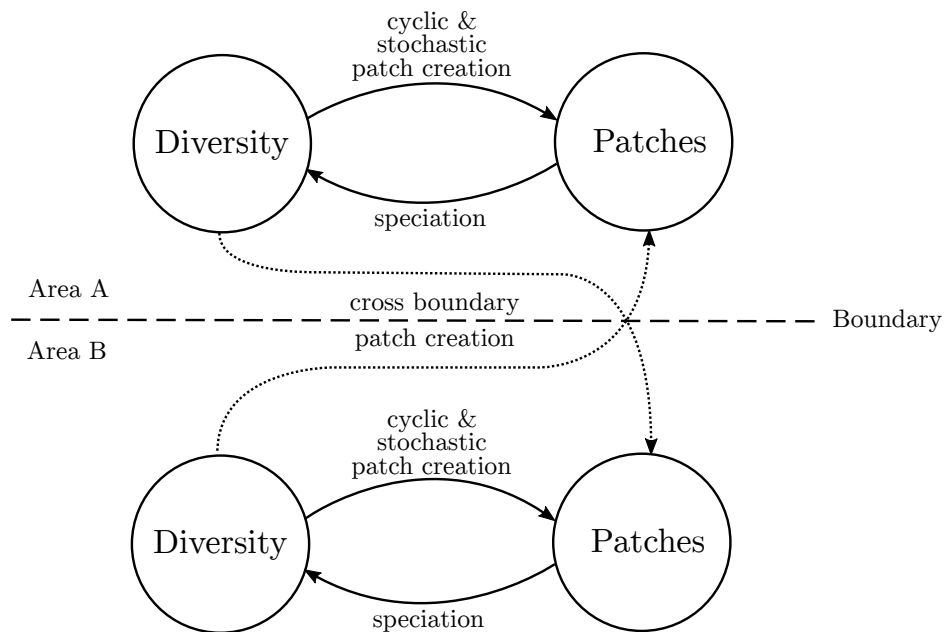 cyclic &
stochastic
patch creation
Diversity
Patches
speciation
Area A
cross boundary
Boundary
patch creation
Area B
cyclic &
stochastic
patch creation
Diversity
Patches
speciation